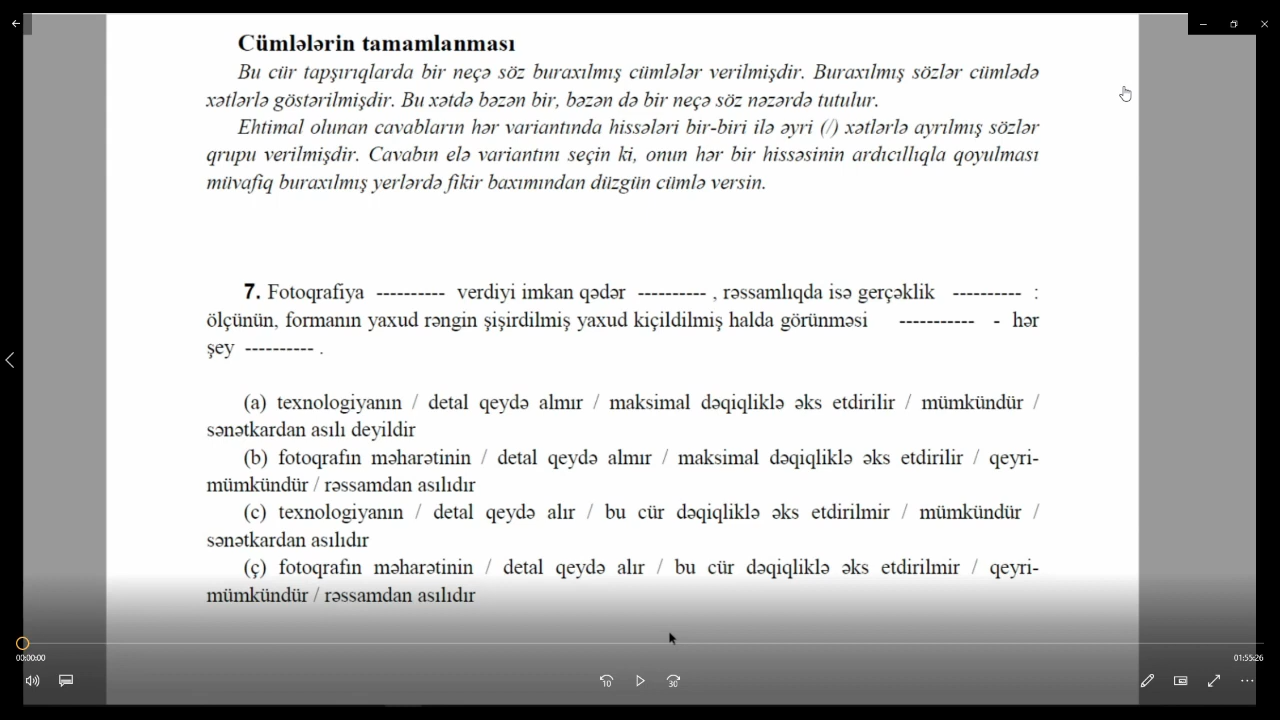 Cümlələrin tamamlanması
Bu cür tapşırıqlarda bir neçə söz buraxılmış cümlələr verilmişdir. Buraxılmış sözlər cümlədə
xətlərlə göstərilmişdir. Bu xətdə bəzən bir, bəzən də bir neçə söz nəzərdə tutulur.
Ehtimal olunan cavabların hər variantında hissələri bir-biri ilə əyri (/) xətlərlə ayrılmış sözlər
qrupu verilmişdir. Cavabın elə variantını seçin ki, onun hər bir hissəsinin ardıcıllıqla qoyulması
müvafiq buraxılmış yerlərdə fikir baxımından düzgün cümlə versin.
7. Fotoqrafiya ---------- verdiyi imkan qədər ---------- , rəssamlıqda isə gerçəklik ---------- :
ölçünün, formanın yaxud rəngin şişirdilmiş yaxud kiçildilmiş halda görünməsi ----------- - hər
şey ---------- .
(a) texnologiyanın / detal qeydə almır / maksimal dəqiqliklə əks etdirilir / mümkündür /
sənətkardan asılı deyildir
(b) fotoqrafın məharətinin / detal qeydə almır / maksimal dəqiqliklə əks etdirilir / qeyri-
mümkündür / rəssamdan asılıdır
(c) texnologiyanın / detal qeydə alır / bu cür dəqiqliklə əks etdirilmir / mümkündür /
sənətkardan asılıdır
(ç) fotoqrafın məharətinin / detal qeydə alır / bu cür dəqiqliklə əks etdirilmir / qeyri-
mümkündür / rəssamdan asılıdır
00:00:00
01:55:26
10
30